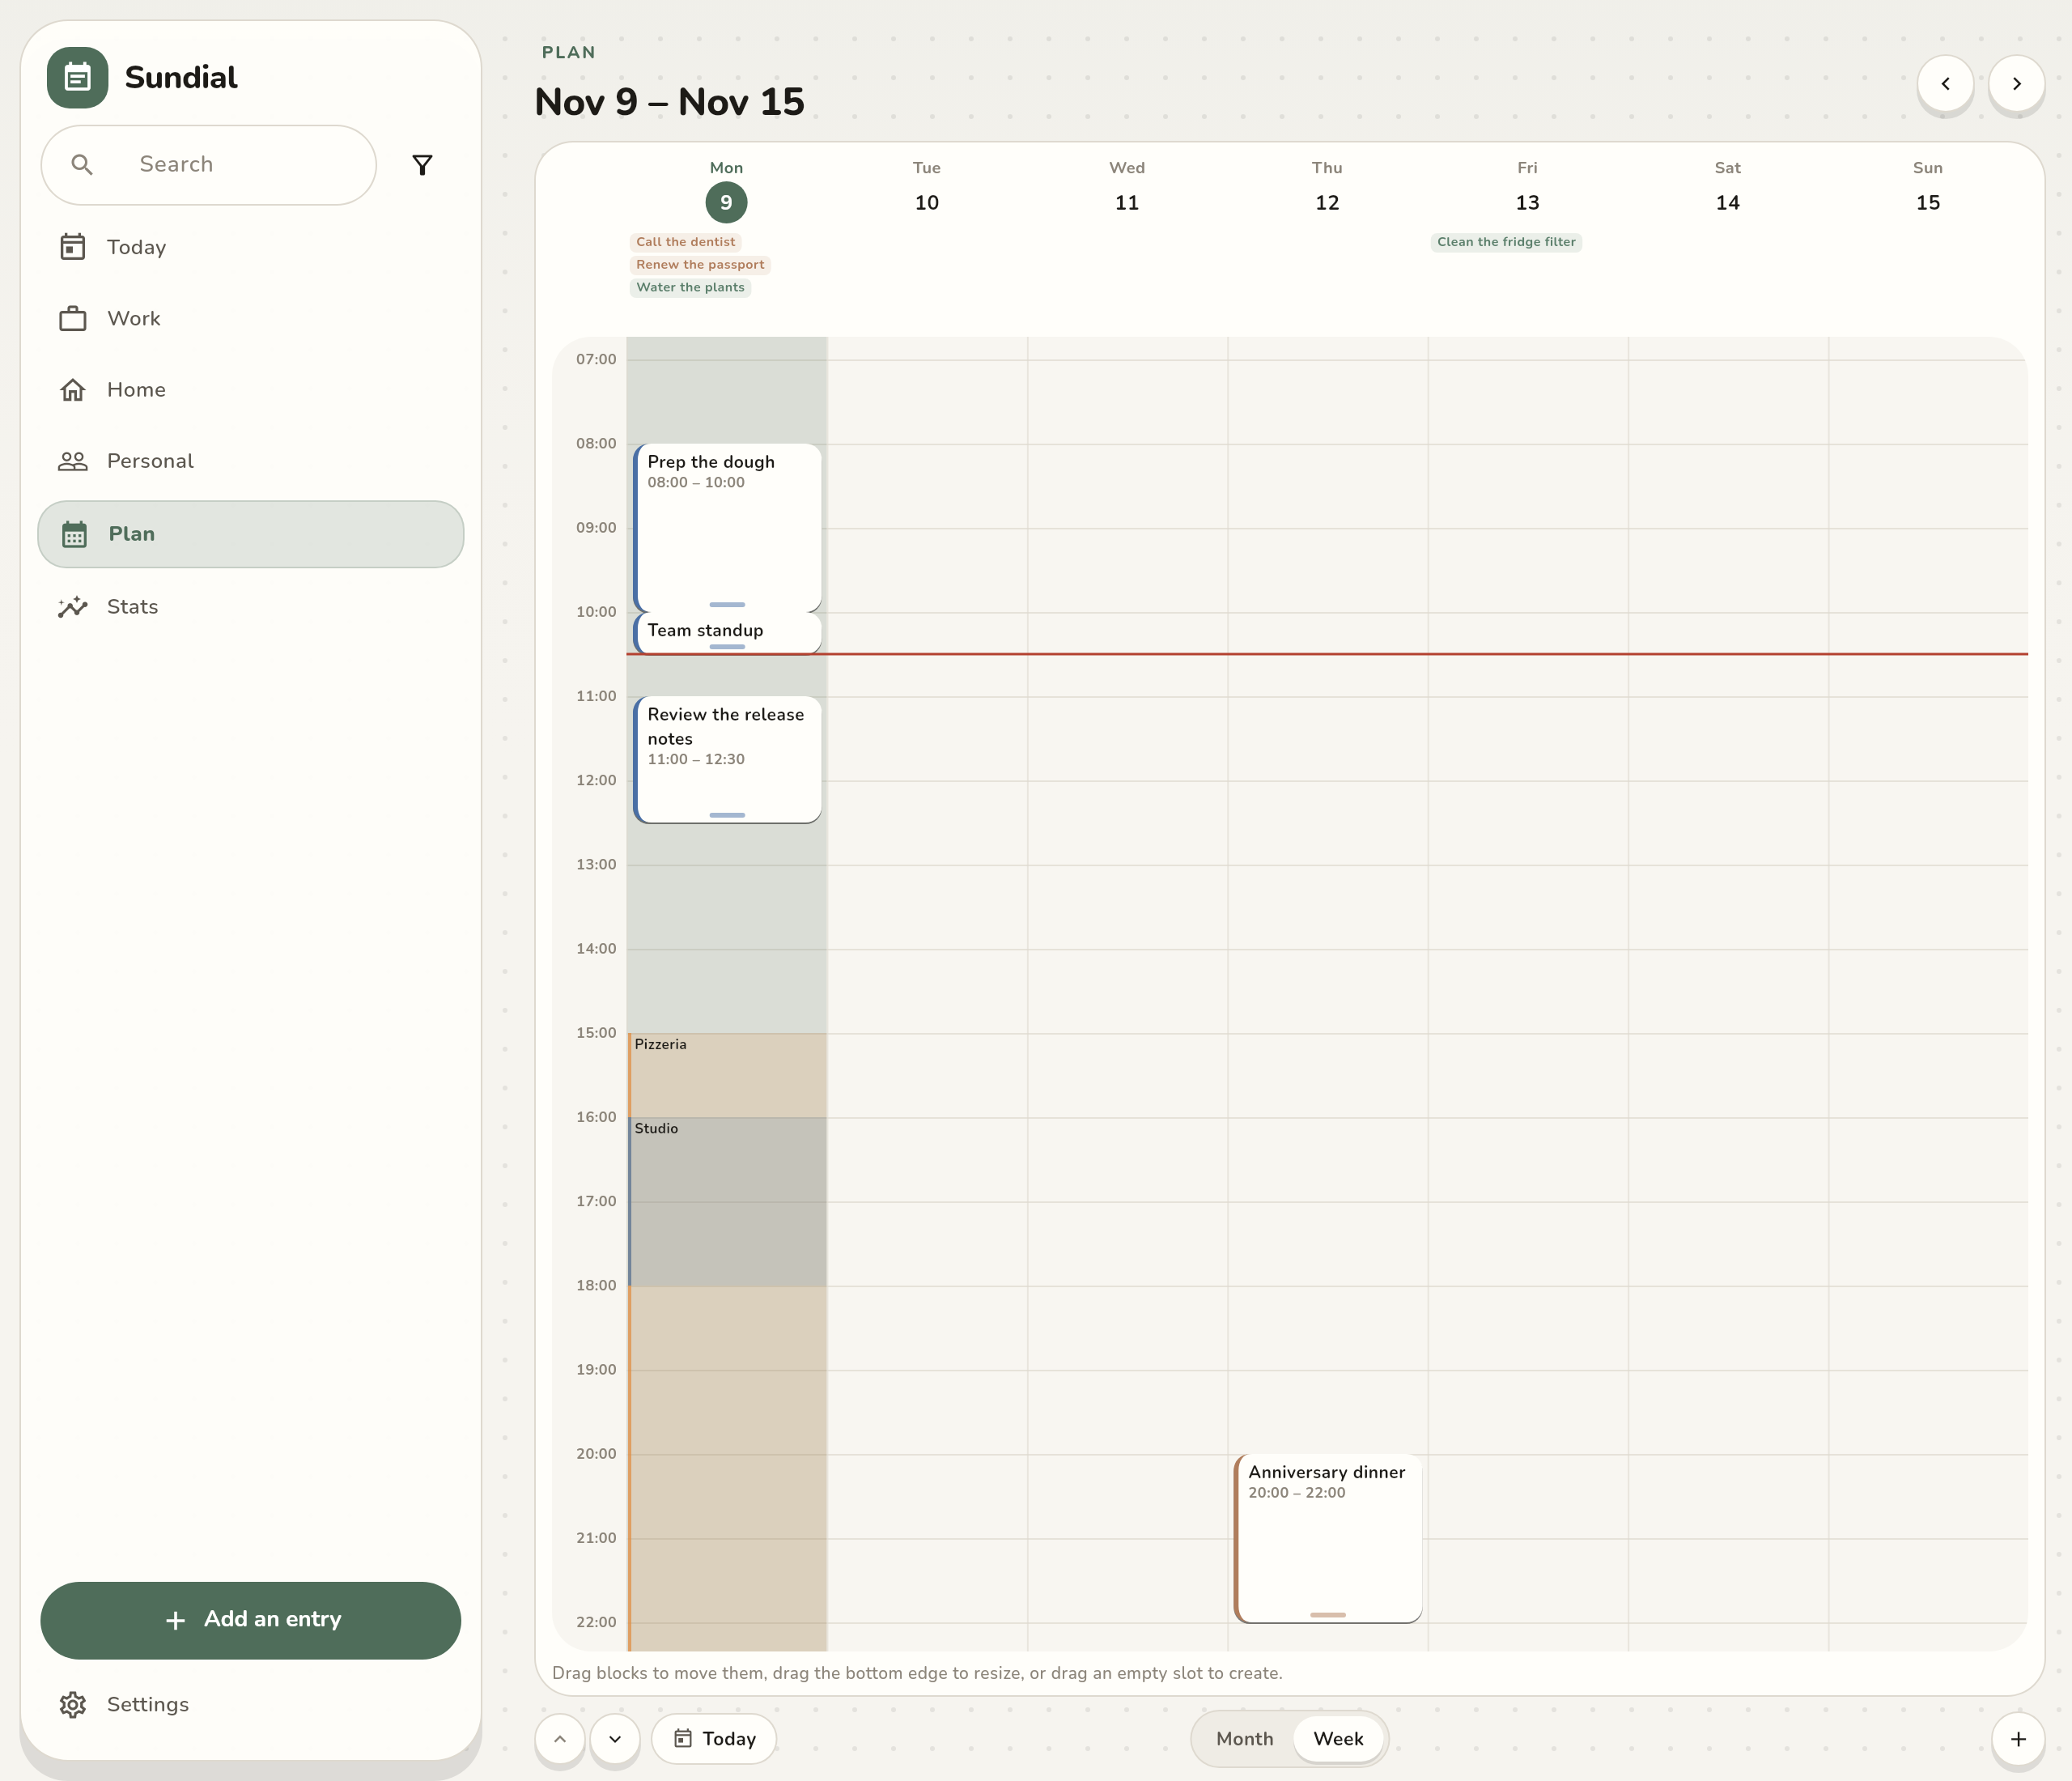 Sundial
Search
Today
Work
Home
Personal
Plan
Stats
Add an entry
Settings
PLAN
Nov 9 – Nov 15
Mon
9
Tue
10
Wed
11
Thu
12
Fri
13
Sat
14
Sun
15
Call the dentist
Renew the passport
Water the plants
Clean the fridge filter
07:00
08:00
09:00
10:00
11:00
12:00
13:00
14:00
15:00
16:00
17:00
18:00
19:00
20:00
21:00
22:00
Prep the dough
08:00 – 10:00
Team standup
Review the release
notes
11:00 – 12:30
Pizzeria
Studio
Anniversary dinner
20:00 – 22:00
Drag blocks to move them, drag the bottom edge to resize, or drag an empty slot to create.
Today
Month
Week